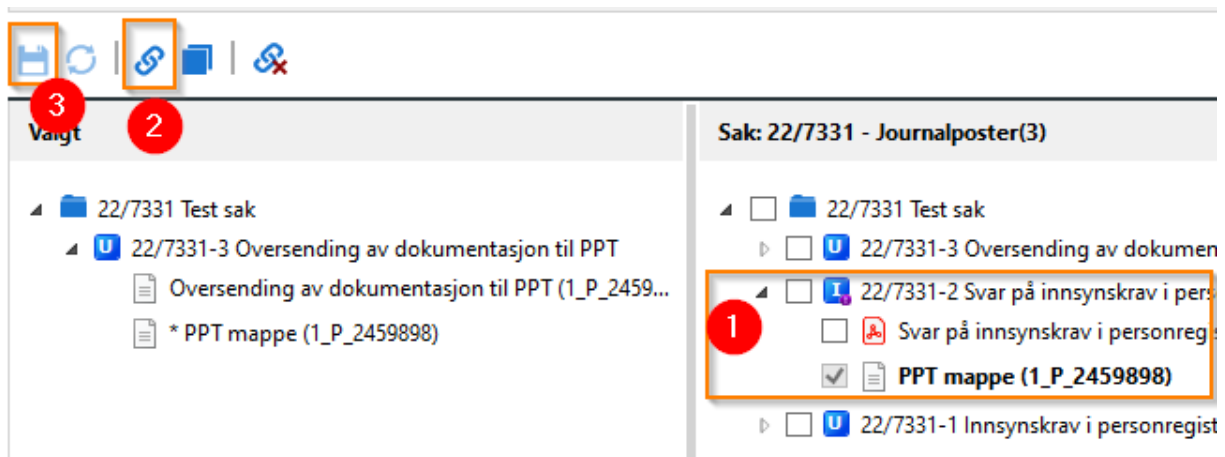 3
2
Valgt
22/7331 Test sak
22/7331-3 Oversending av dokumentasjon til PPT
Oversending av dokumentasjon til PPT (1_P_2459...
* PPT mappe (1_P_2459898)
Sak: 22/7331 - Journalposter(3)
22/7331 Test sak
U 22/7331-3 Oversending av dokumen
1
I 22/7331-2 Svar på innsynskrav i pers
Svar på innsynskrav i personreg
PPT mappe (1_P_2459898)
U 22/7331-1 Innsynskrav i personregist